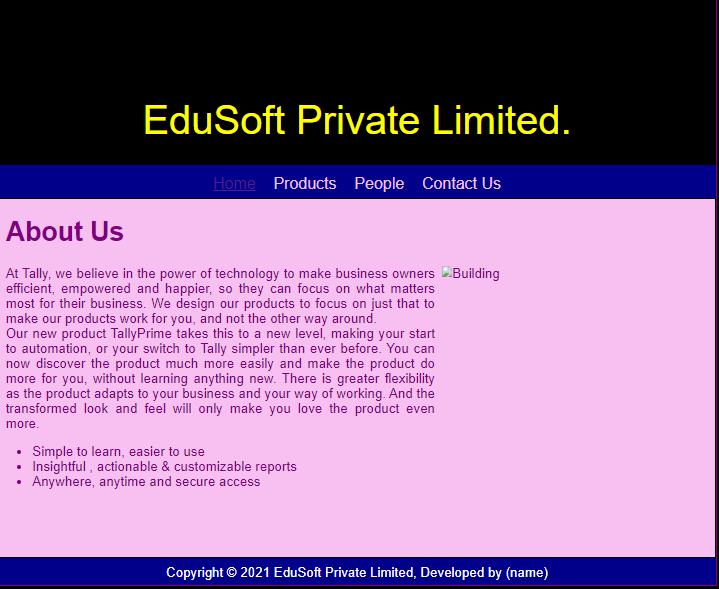 EduSoft Private Limited.
Home Products People Contact Us
About Us
At Tally, we believe in the power of technology to make business owners
efficient, empowered and happier, so they can focus on what matters
most for their business. We design our products to focus on just that to
make our products work for you, and not the other way around.
Our new product TallyPrime takes this to a new level, making your start
to automation, or your switch to Tally simpler than ever before. You can
now discover the product much more easily and make the product do
more for you, without learning anything new. There is greater flexibility
as the product adapts to your business and your way of working. And the
transformed look and feel will only make you love the product even
more.
Building
• Simple to learn, easier to use
• Insightful , actionable & customizable reports
• Anywhere, anytime and secure access
Copyright © 2021 EduSoft Private Limited, Developed by (name)